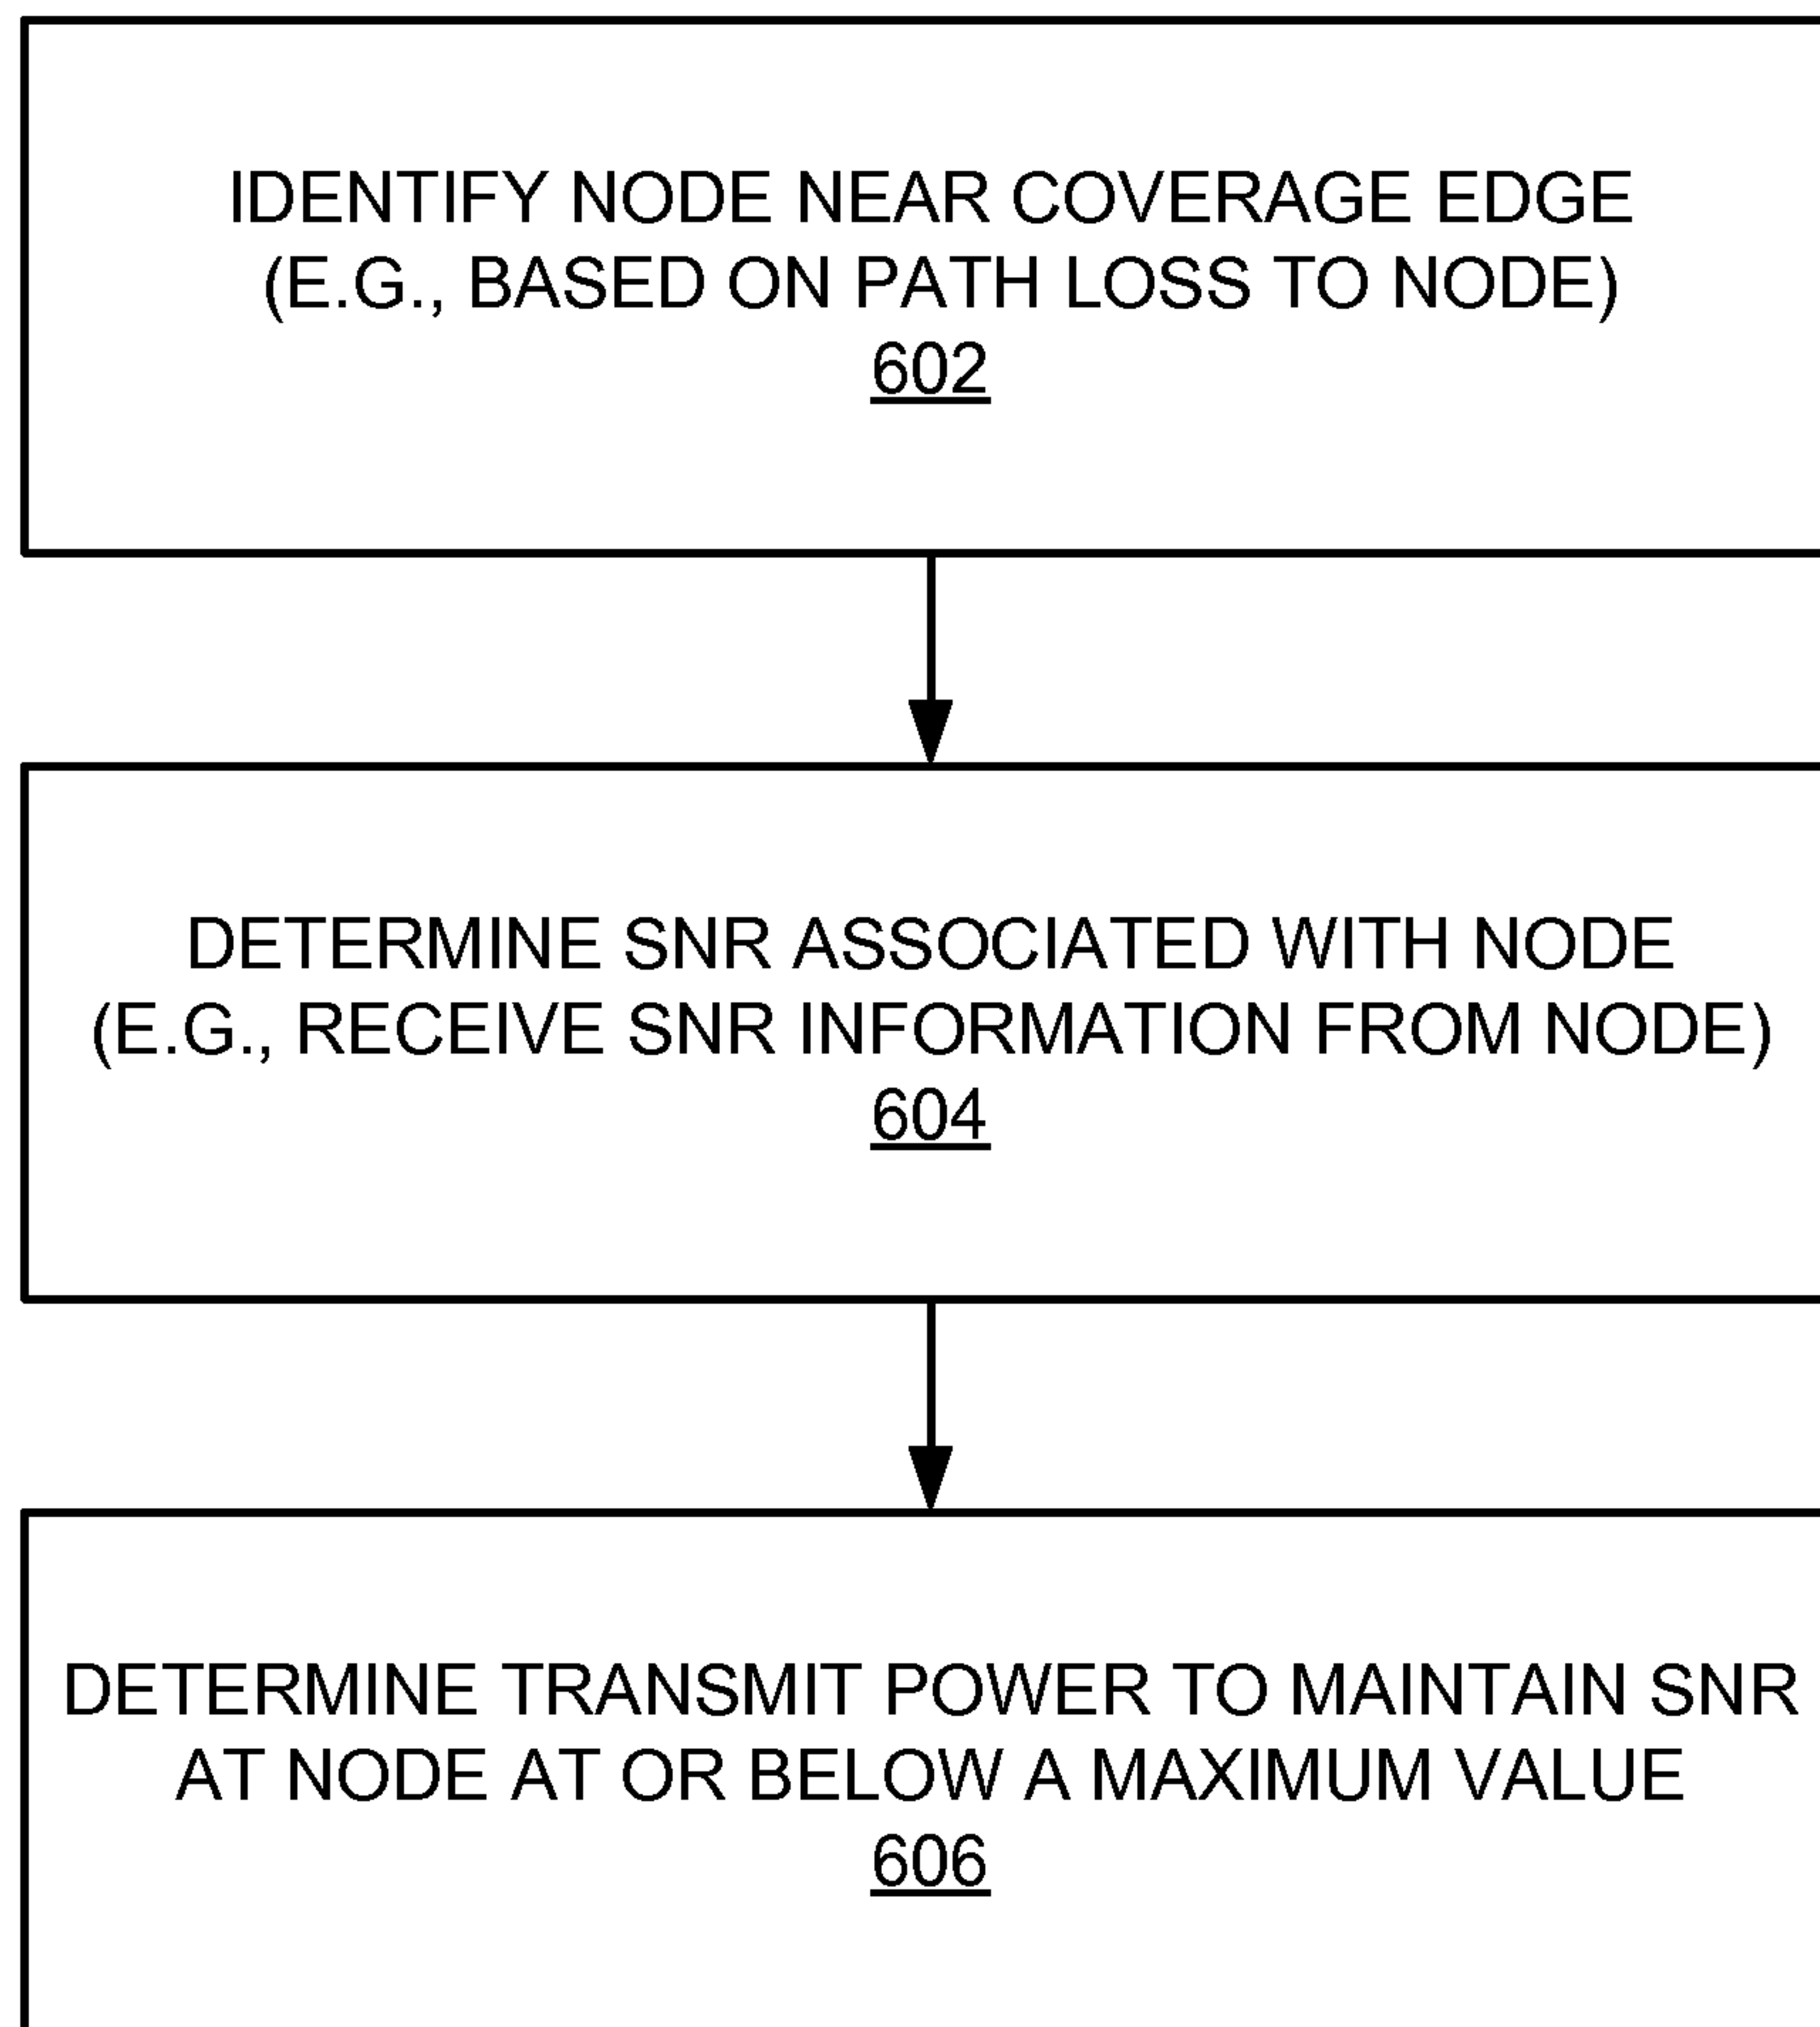 IDENTIFY NODE NEAR COVERAGE EDGE
(E.G., BASED ON PATH LOSS TO NODE)
602
DETERMINE SNR ASSOCIATED WITH NODE
(E.G., RECEIVE SNR INFORMATION FROM NODE)
604
DETERMINE TRANSMIT POWER TO MAINTAIN SNR
AT NODE AT OR BELOW A MAXIMUM VALUE
606